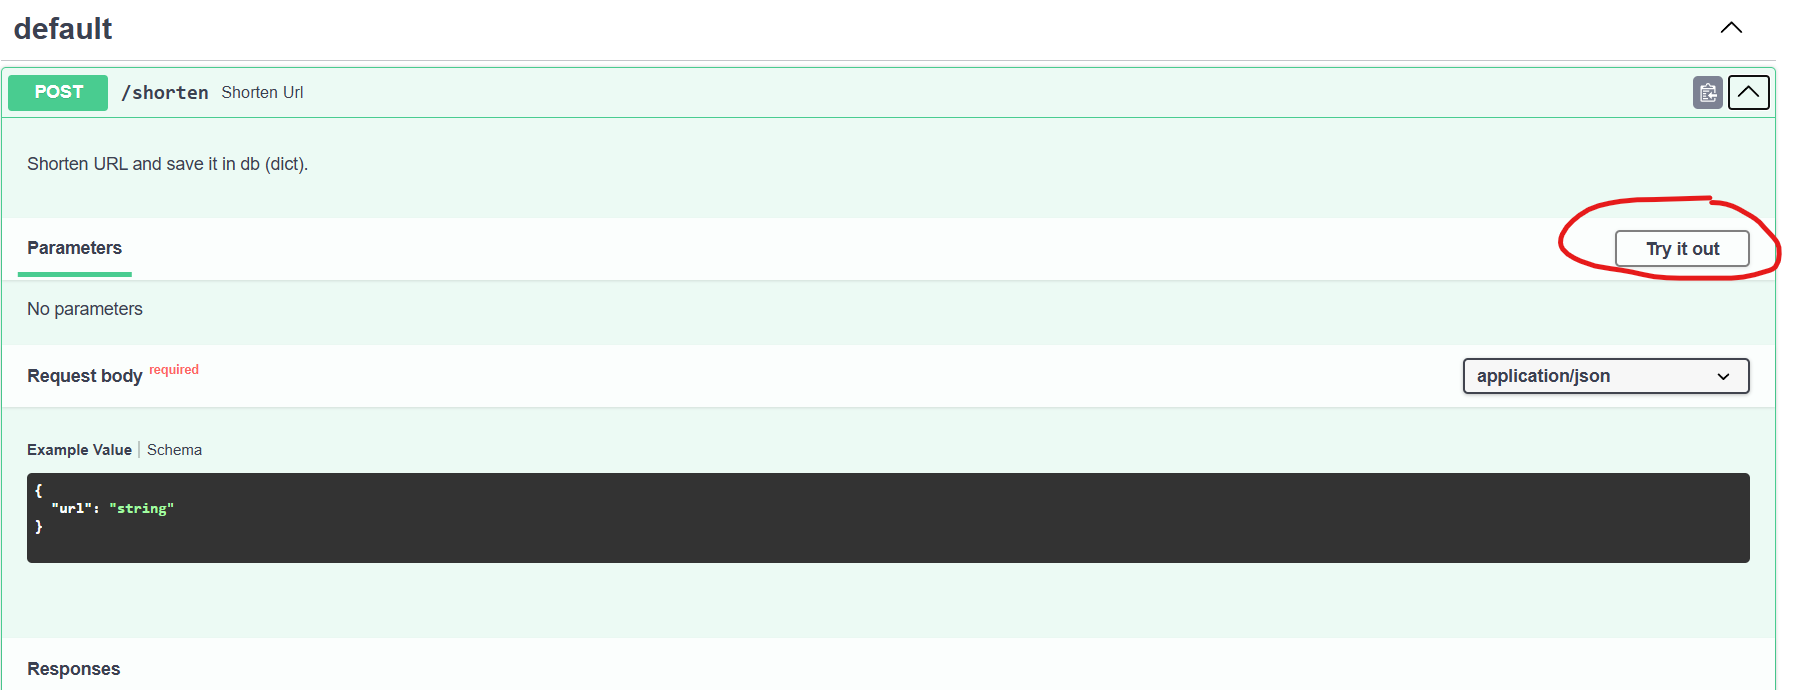 default
POST /shorten Shorten Url
Shorten URL and save it in db (dict).
Parameters Try it out
No parameters
Request body required application/json
Example Value Schema
{
"url": "string"
}
Responses